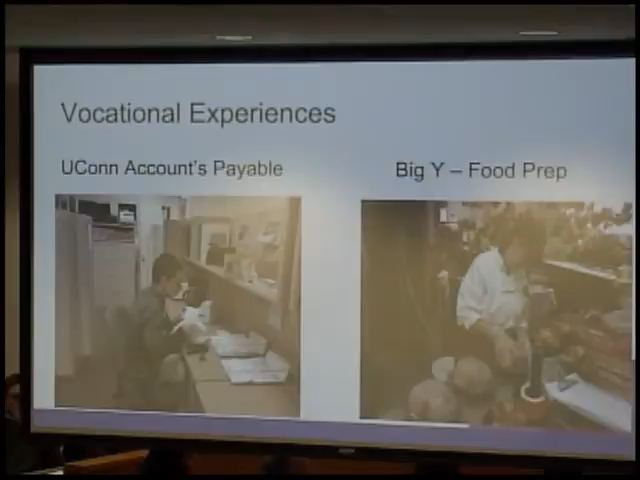 Vocational Experiences
UConn Account's Payable
Big Y – Food Prep